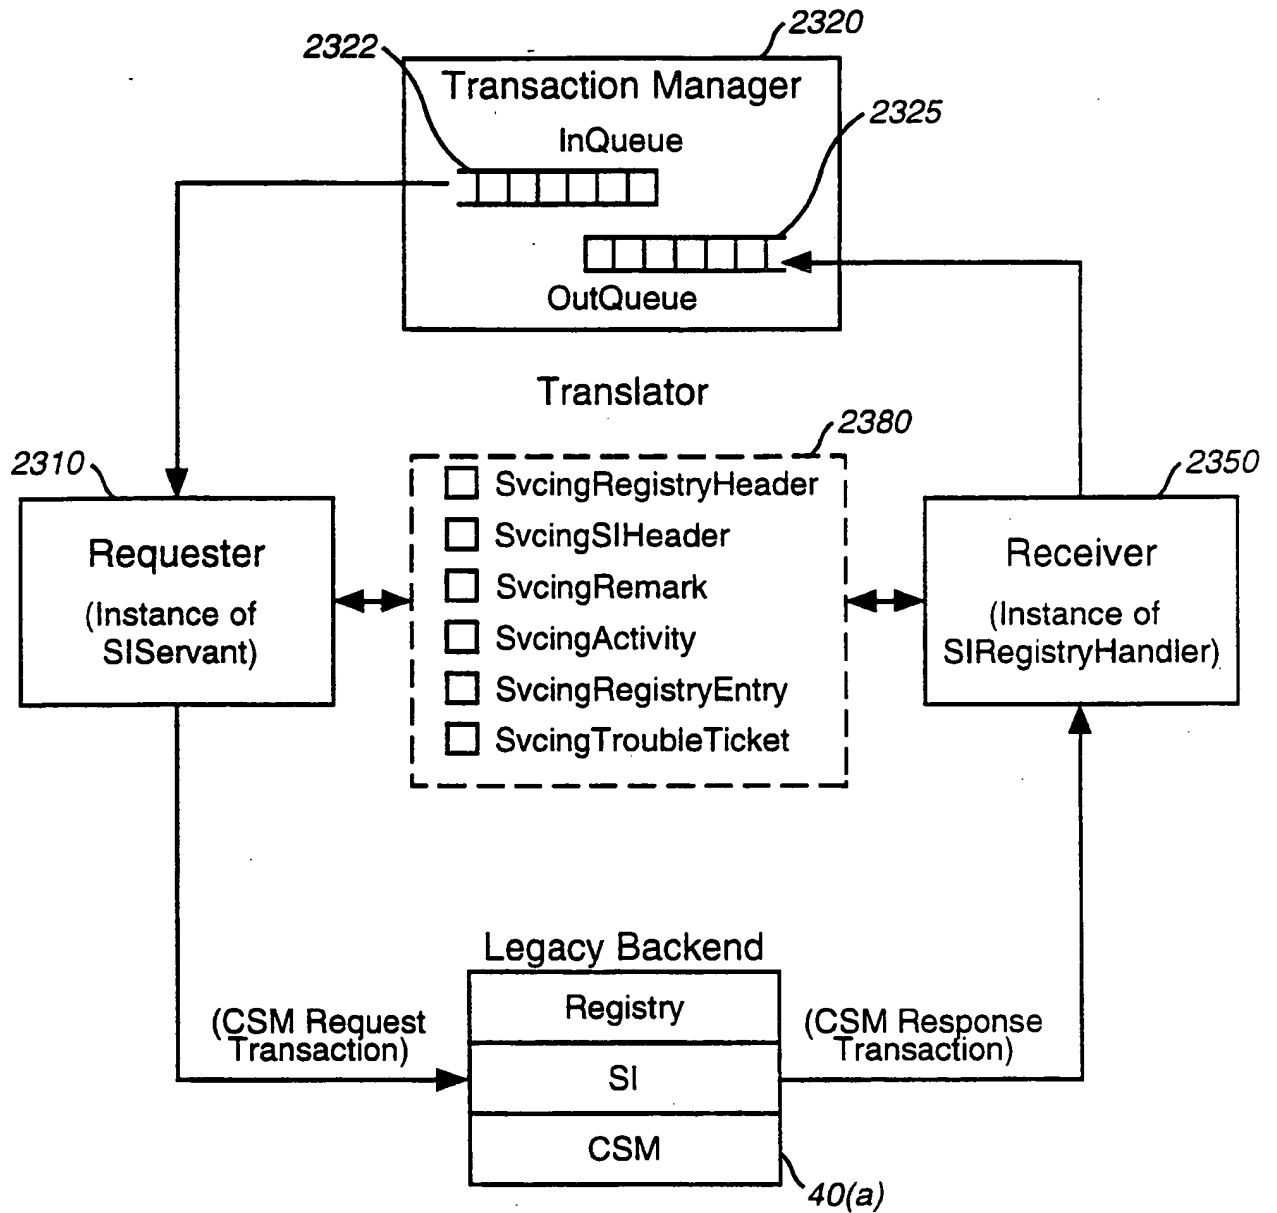 2320
2322
Transaction Manager
2325
InQueue
OutQueue
Translator
2380
2310
2350
SvcingRegistryHeader
SvcingSIHeader
SvcingRemark
SvcingActivity
SvcingRegistryEntry
SvcingTroubleTicket
Requester
(Instance of
SIServant)
Receiver
(Instance of
SIRegistryHandler)
Legacy Backend
Registry
SI
CSM
(CSM Request
Transaction)
(CSM Response
Transaction)
40(a)